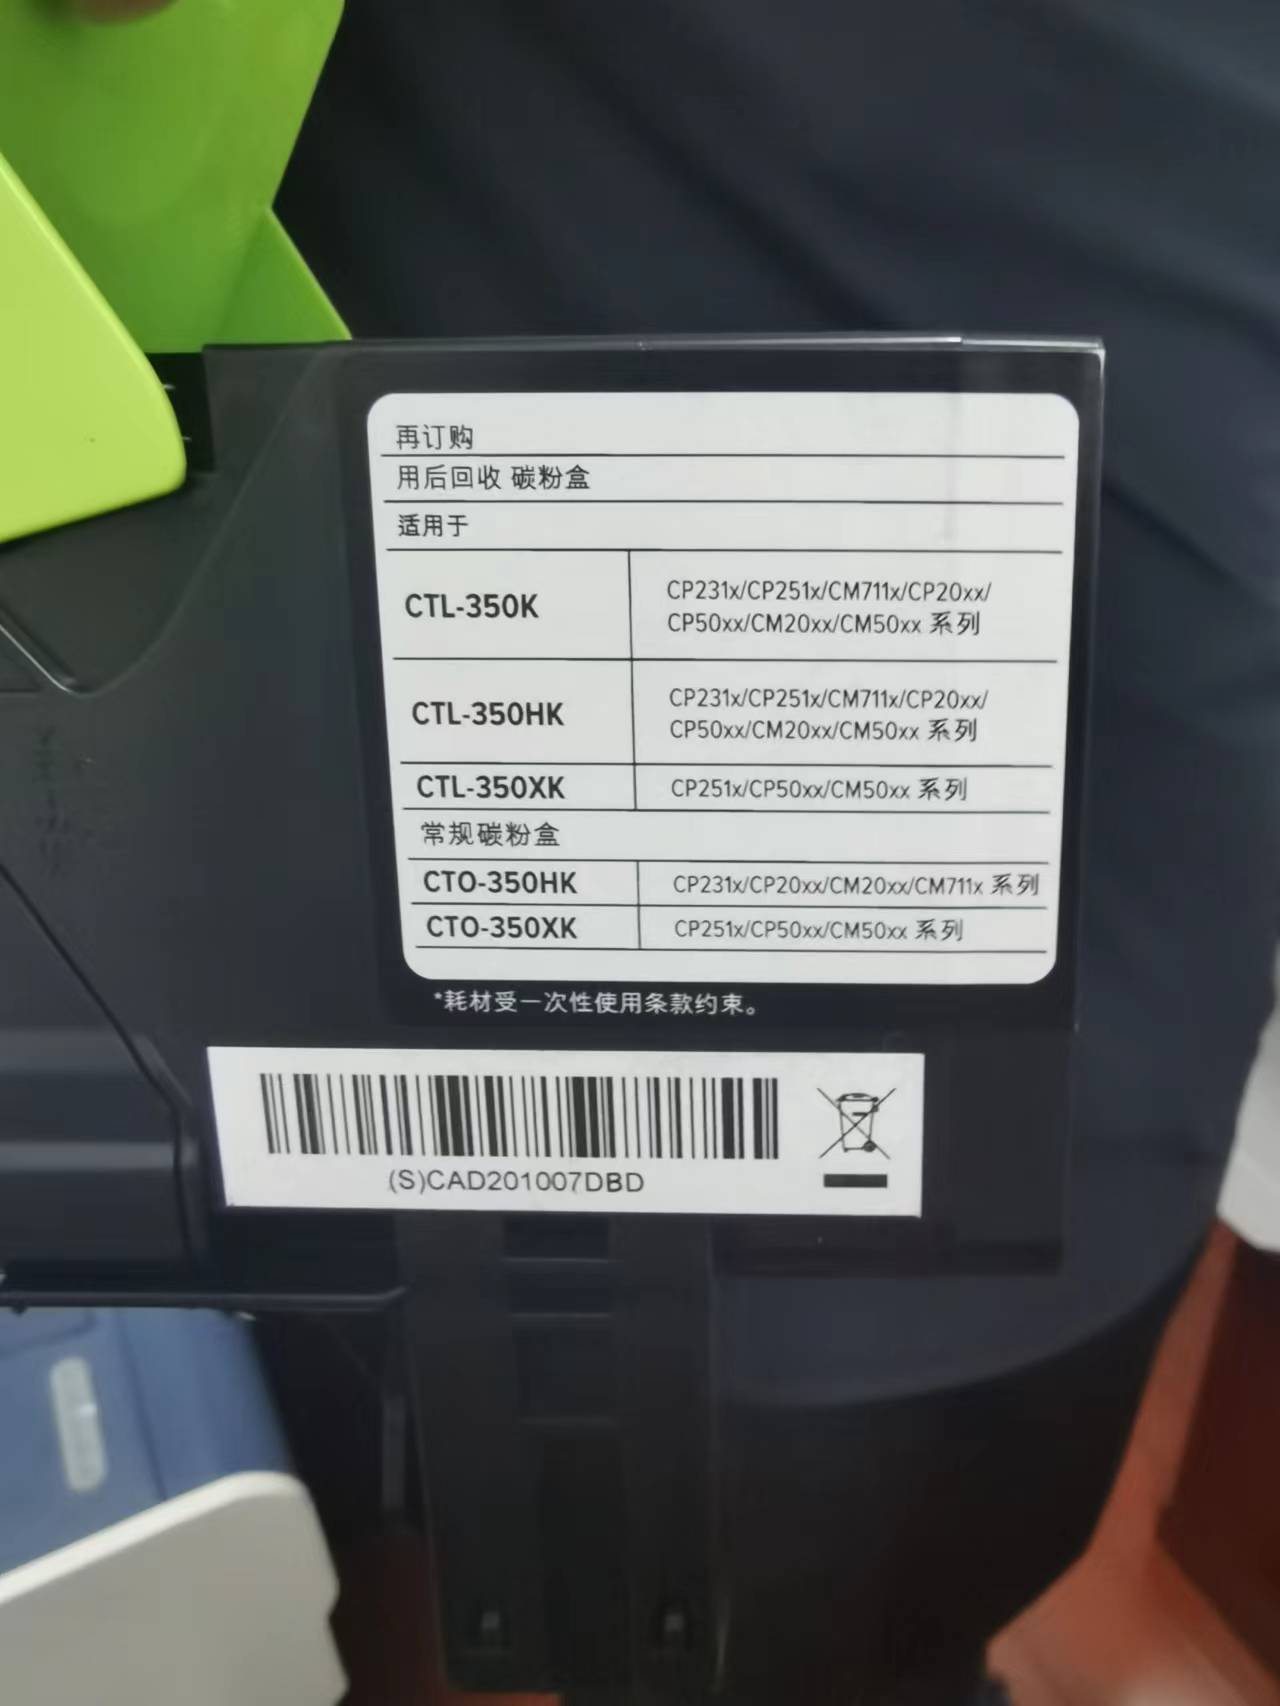 再订购
用后回收 碳粉盒
适用于
CTL-350K
CP231x/CP251x/CM711x/CP20xx/
CP50xx/CM20xx/CM50xx 系列
CTL-350HK
CP231x/CP251x/CM711x/CP20xx/
CP50xx/CM20xx/CM50xx 系列
CTL-350XK
CP251x/CP50xx/CM50xx 系列
常规碳粉盒
CTO-350HK
CP231x/CP20xx/CM20xx/CM711x 系列
CTO-350XK
CP251x/CP50xx/CM50xx 系列
*耗材受一次性使用条款约束。
(S)CAD201007DBD